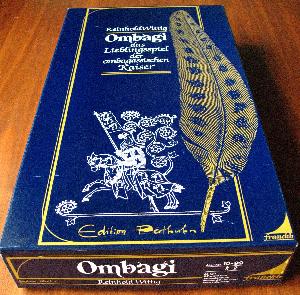 Reinhold Wittig
Ombagi
das
Lieblingsspiel
der
ombagassischen
Kaiser
Edition Perlhuhn
franckh
Ombagi
Reinhold Wittig